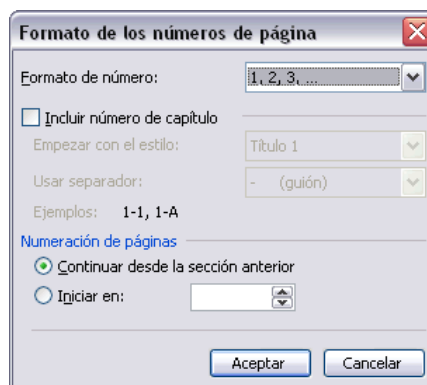 Formato de los números de página
Formato de número: 1, 2, 3, ...
Incluir número de capítulo
Empezar con el estilo: Título 1
Usar separador: - (guión)
Ejemplos: 1-1, 1-A
Numeración de páginas
Continuar desde la sección anterior
Iniciar en:
Aceptar Cancelar